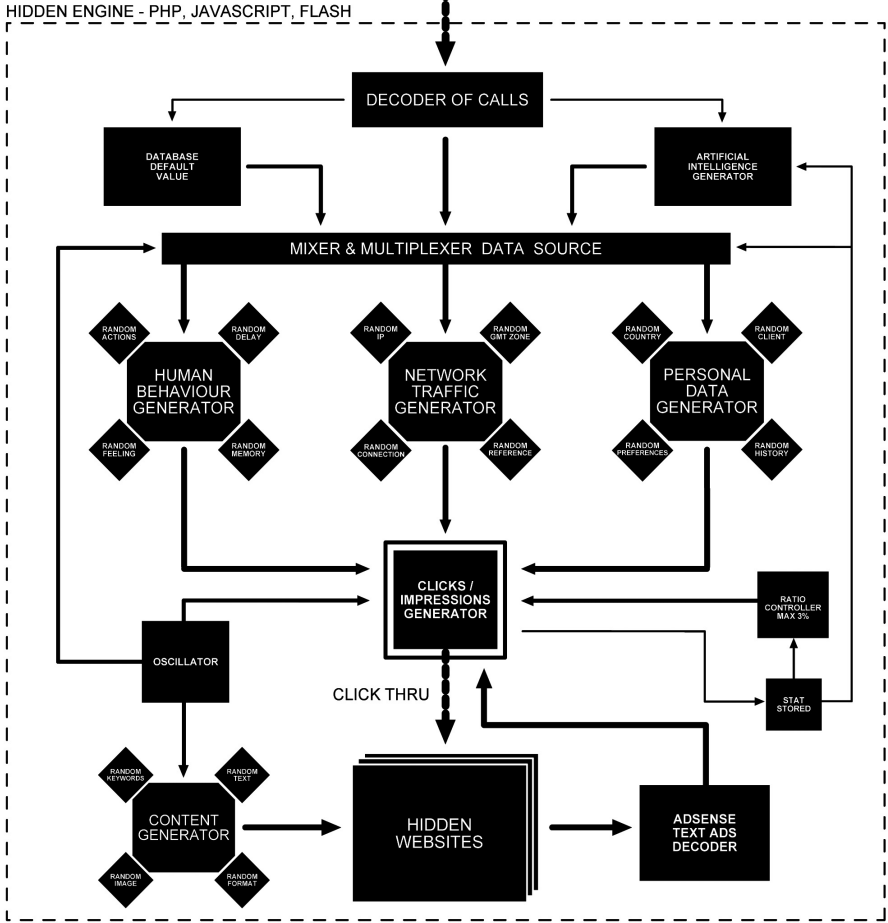 HIDDEN ENGINE - PHP, JAVASCRIPT, FLASH
DECODER OF CALLS
DATABASE
DEFAULT
VALUE
ARTIFICIAL
INTELLIGENCE
GENERATOR
MIXER & MULTIPLEXER DATA SOURCE
RANDOM
ACTIONS
RANDOM
DELAY
HUMAN
BEHAVIOUR
GENERATOR
RANDOM
FEELING
RANDOM
MEMORY
RANDOM
IP
RANDOM
GMT ZONE
NETWORK
TRAFFIC
GENERATOR
RANDOM
CONNECTION
RANDOM
REFERENCE
RANDOM
COUNTRY
RANDOM
CLIENT
PERSONAL
DATA
GENERATOR
RANDOM
PREFERENCES
RANDOM
HISTORY
CLICKS /
IMPRESSIONS
GENERATOR
RATIO
CONTROLLER
MAX 3%
OSCILLATOR
STAT
STORED
CLICK THRU
RANDOM
KEYWORDS
RANDOM
TEXT
CONTENT
GENERATOR
RANDOM
IMAGE
RANDOM
FORMAT
HIDDEN
WEBSITES
ADSENSE
TEXT ADS
DECODER